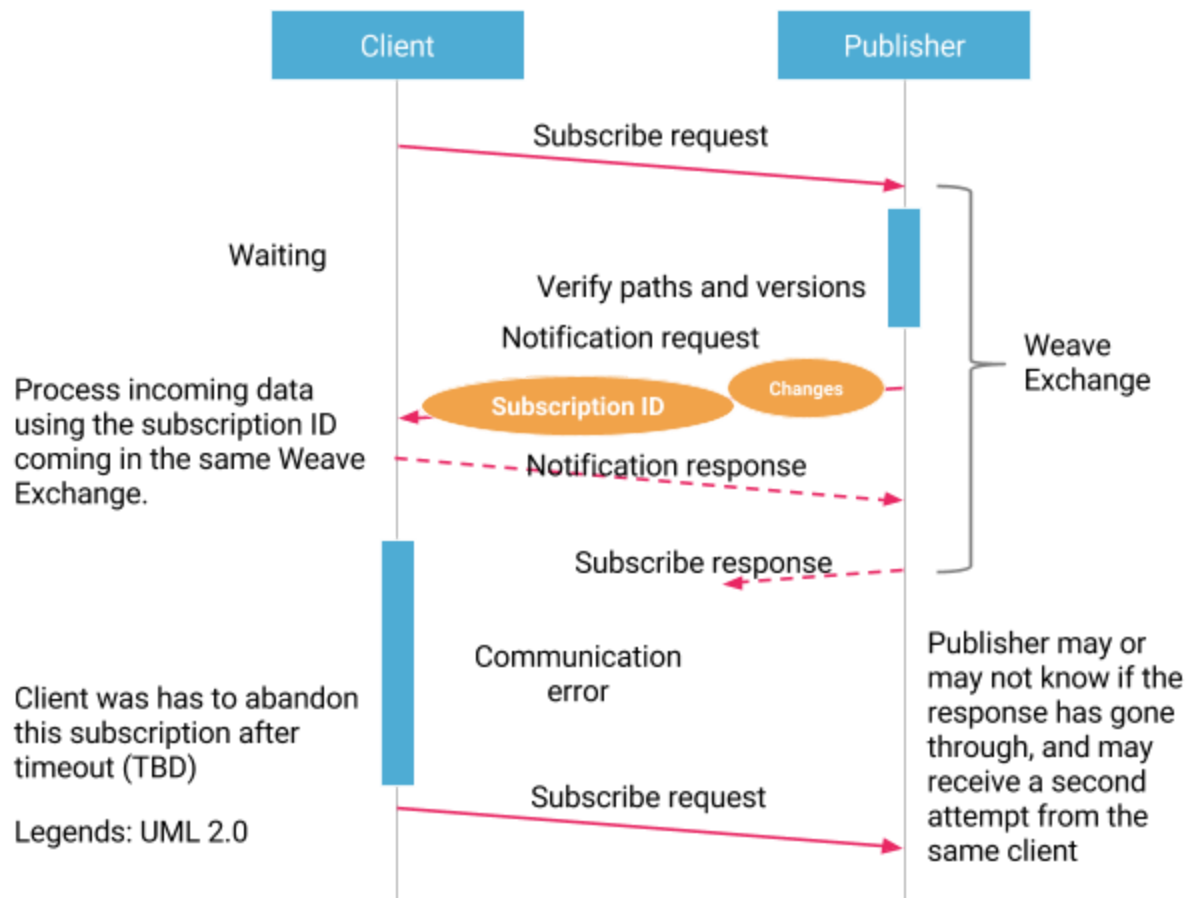 Client
Publisher
Subscribe request
Waiting
Verify paths and versions
Notification request
Weave
Exchange
Changes
Subscription ID
Process incoming data
using the subscription ID
coming in the same Weave
Exchange.
Notification response
Subscribe response
Communication
error
Publisher may or
may not know if the
response has gone
through, and may
receive a second
attempt from the
same client
Client was has to abandon
this subscription after
timeout (TBD)
Subscribe request
Legends: UML 2.0